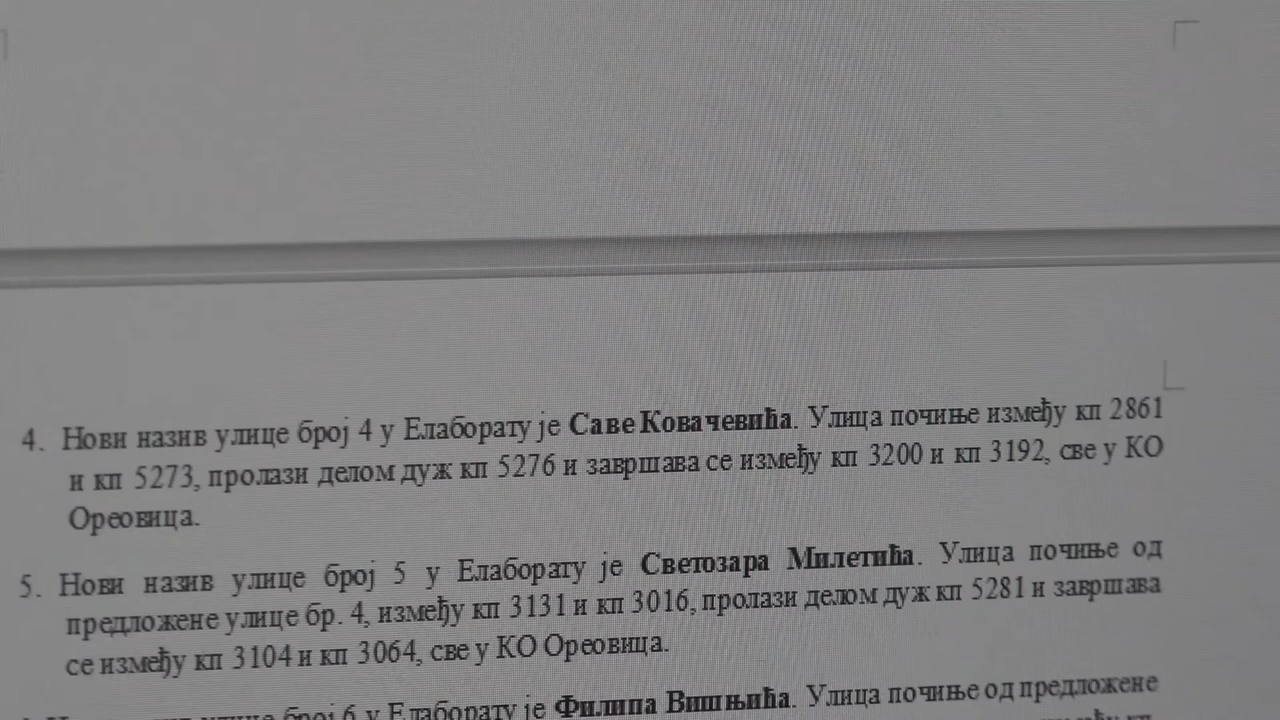 4. Нови назив улице број 4 у Елаборату је Саве Ковачевића. Улица почиње између кп 2861
и кп 5273, пролази делом дуж кп 5276 и завршава се између кп 3200 и кп 3192, све у КО
Ореовица.
5. Нови назив улице број 5 у Елаборату је Светозара Милетића. Улица почиње од
предложене улице бр. 4, између кп 3131 и кп 3016, пролази делом дуж кп 5281 и завршава
се између кп 3104 и кп 3064, све у КО Ореовица.
улице број 6 у Елаборату је Филипа Вишњића. Улица почиње од предложене